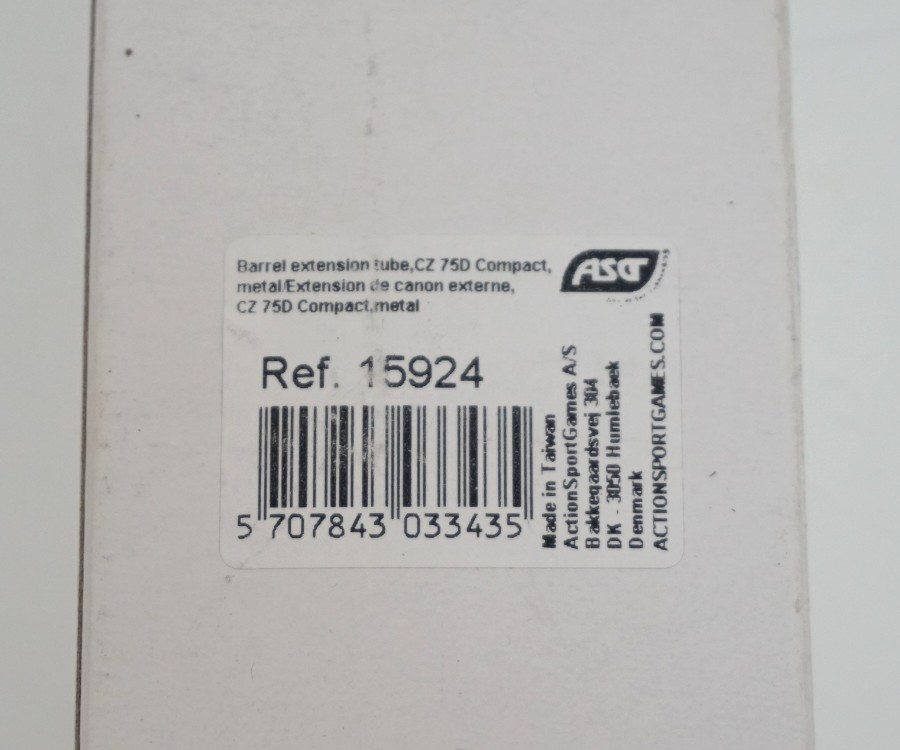 Barrel extension tube,CZ 75D Compact,
metal/Extension de canon externe,
CZ 75D Compact,metal
ASG
Ref. 15924
5 707843 033435
Made in Taiwan
ActionSportGames A/S
Bakkegaardsvej 304
DK - 3050 Humlebaek
Denmark
ACTIONSPORTGAMES.COM